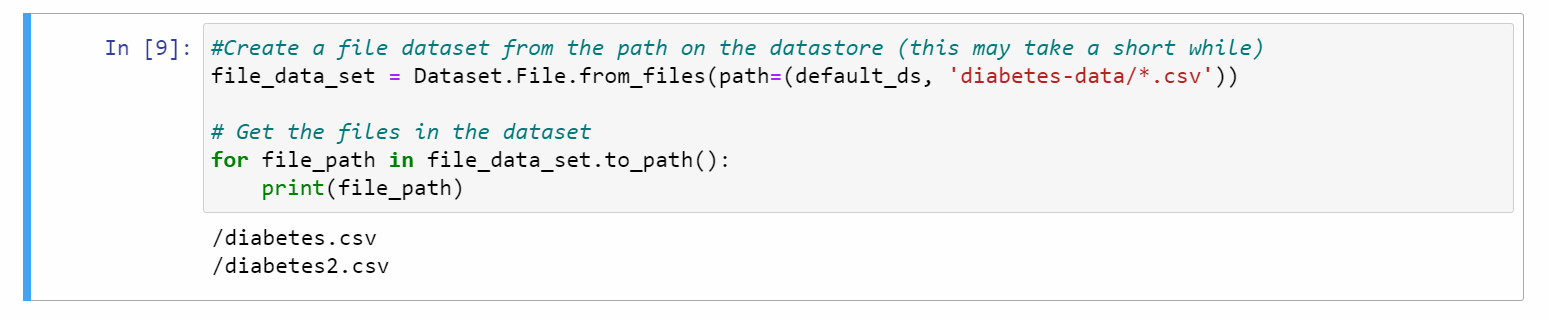 In [9]: #Create a file dataset from the path on the datastore (this may take a short while)
file_data_set = Dataset.File.from_files(path=(default_ds, 'diabetes-data/*.csv'))
# Get the files in the dataset
for file_path in file_data_set.to_path():
    print(file_path)
/diabetes.csv
/diabetes2.csv